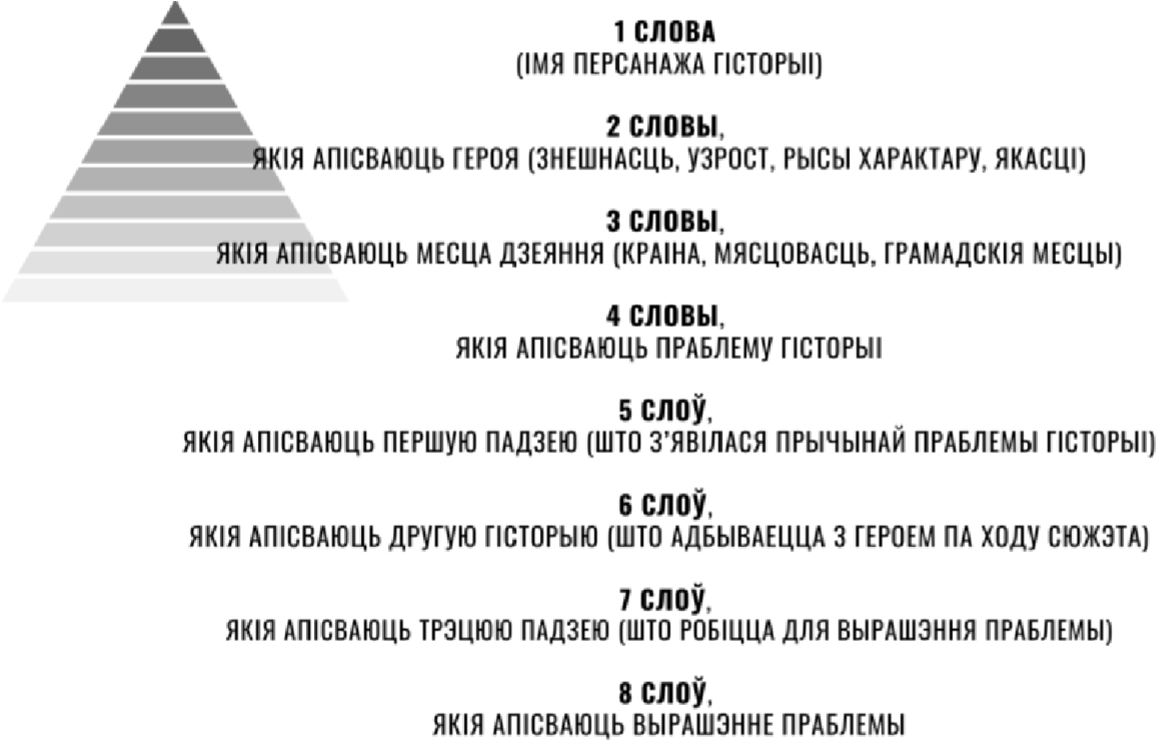 1 СЛОВА
(ІМЯ ПЕРСАНАЖА ГІСТОРЫІ)
2 СЛОВЫ,
ЯКІЯ АПІСВАЮЦЬ ГЕРОЯ (ЗНЕШНАСЦЬ, УЗРОСТ, РЫСЫ ХАРАКТАРУ, ЯКАСЦІ)
3 СЛОВЫ,
ЯКІЯ АПІСВАЮЦЬ МЕСЦА ДЗЕЯННЯ (КРАІНА, МЯСЦОВАСЦЬ, ГРАМАДСКІЯ МЕСЦЫ)
4 СЛОВЫ,
ЯКІЯ АПІСВАЮЦЬ ПРАБЛЕМУ ГІСТОРЫІ
5 СЛОЎ,
ЯКІЯ АПІСВАЮЦЬ ПЕРШУЮ ПАДЗЕЮ (ШТО З’ЯВІЛАСЯ ПРЫЧЫНАЙ ПРАБЛЕМЫ ГІСТОРЫІ)
6 СЛОЎ,
ЯКІЯ АПІСВАЮЦЬ ДРУГУЮ ГІСТОРЫЮ (ШТО АДБЫВАЕЦЦА З ГЕРОЕМ ПА ХОДУ СЮЖЭТА)
7 СЛОЎ,
ЯКІЯ АПІСВАЮЦЬ ТРЭЦЮЮ ПАДЗЕЮ (ШТО РОБІЦЦА ДЛЯ ВЫРАШЭННЯ ПРАБЛЕМЫ)
8 СЛОЎ,
ЯКІЯ АПІСВАЮЦЬ ВЫРАШЭННЕ ПРАБЛЕМЫ